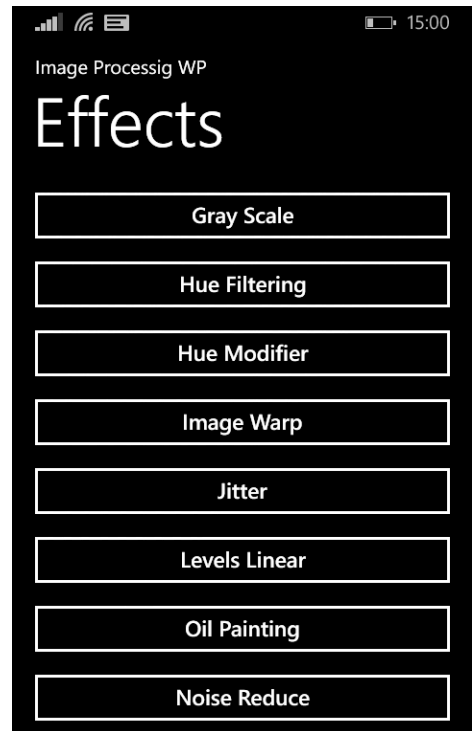 15:00
Image Processig WP
Effects
Gray Scale
Hue Filtering
Hue Modifier
Image Warp
Jitter
Levels Linear
Oil Painting
Noise Reduce